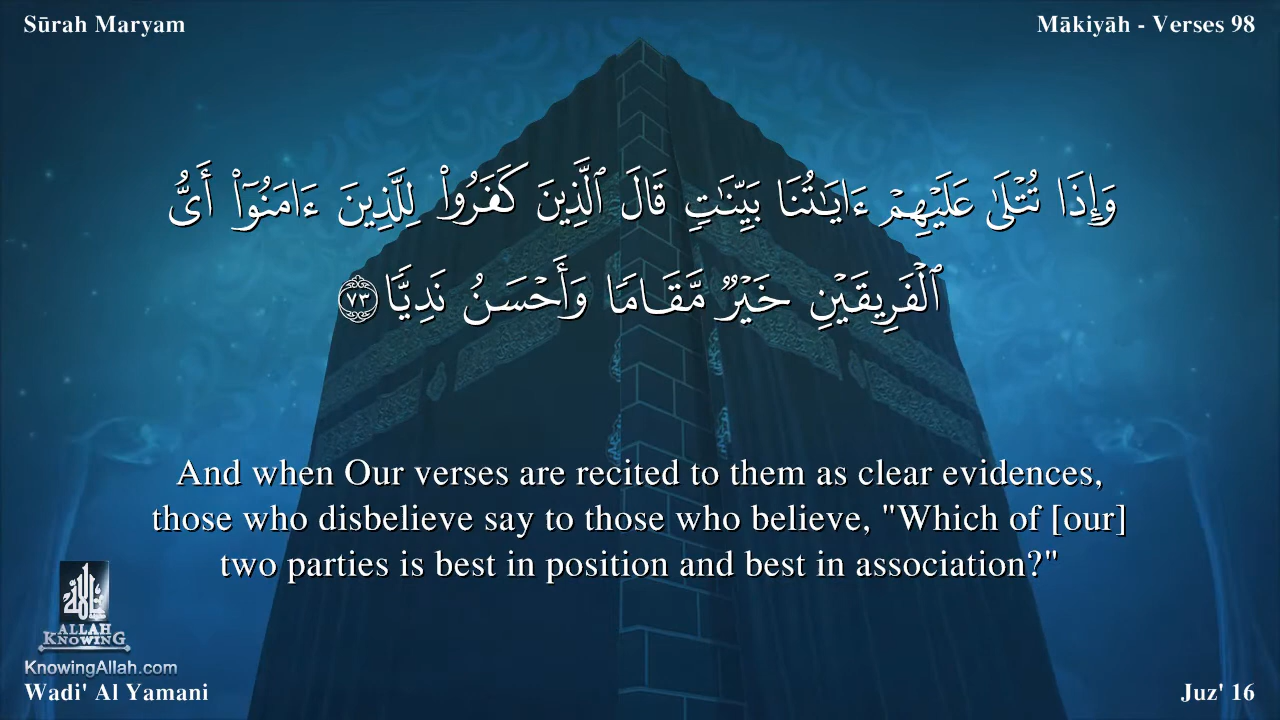 Sūrah Maryam
Mākiyāh - Verses 98
وَإِذَا تُتْلَىٰ عَلَيْهِمْ ءَايَـٰتُنَا بَيِّنَـٰتٍ قَالَ ٱلَّذِينَ كَفَرُوا۟ لِلَّذِينَ ءَامَنُوٓا۟ أَىُّ
ٱلْفَرِيقَيْنِ خَيْرٌ مَّقَامًا وَأَحْسَنُ نَدِيًّا ٧٣
And when Our verses are recited to them as clear evidences,
those who disbelieve say to those who believe, "Which of [our]
two parties is best in position and best in association?"
ALLAH
KNOWING
KnowingAllah.com
Wadi' Al Yamani
Juz' 16